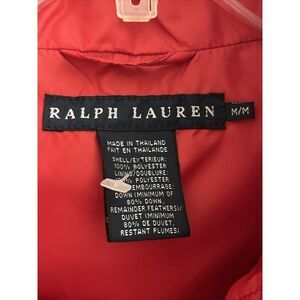 RALPH LAUREN
M/M
MADE IN THAILAND
FAIT EN THAILANDE
SHELL/EXTERIEUR:
100% POLYESTER
LINING/DOUBLURE:
POLYESTER
REMBOURRAGE:
DOWN (MINIMUM OF
80% DOWN,
REMAINDER FEATHERS)/
DUVET (MINIMUM
80% DE DUVET,
RESTANT PLUMES)